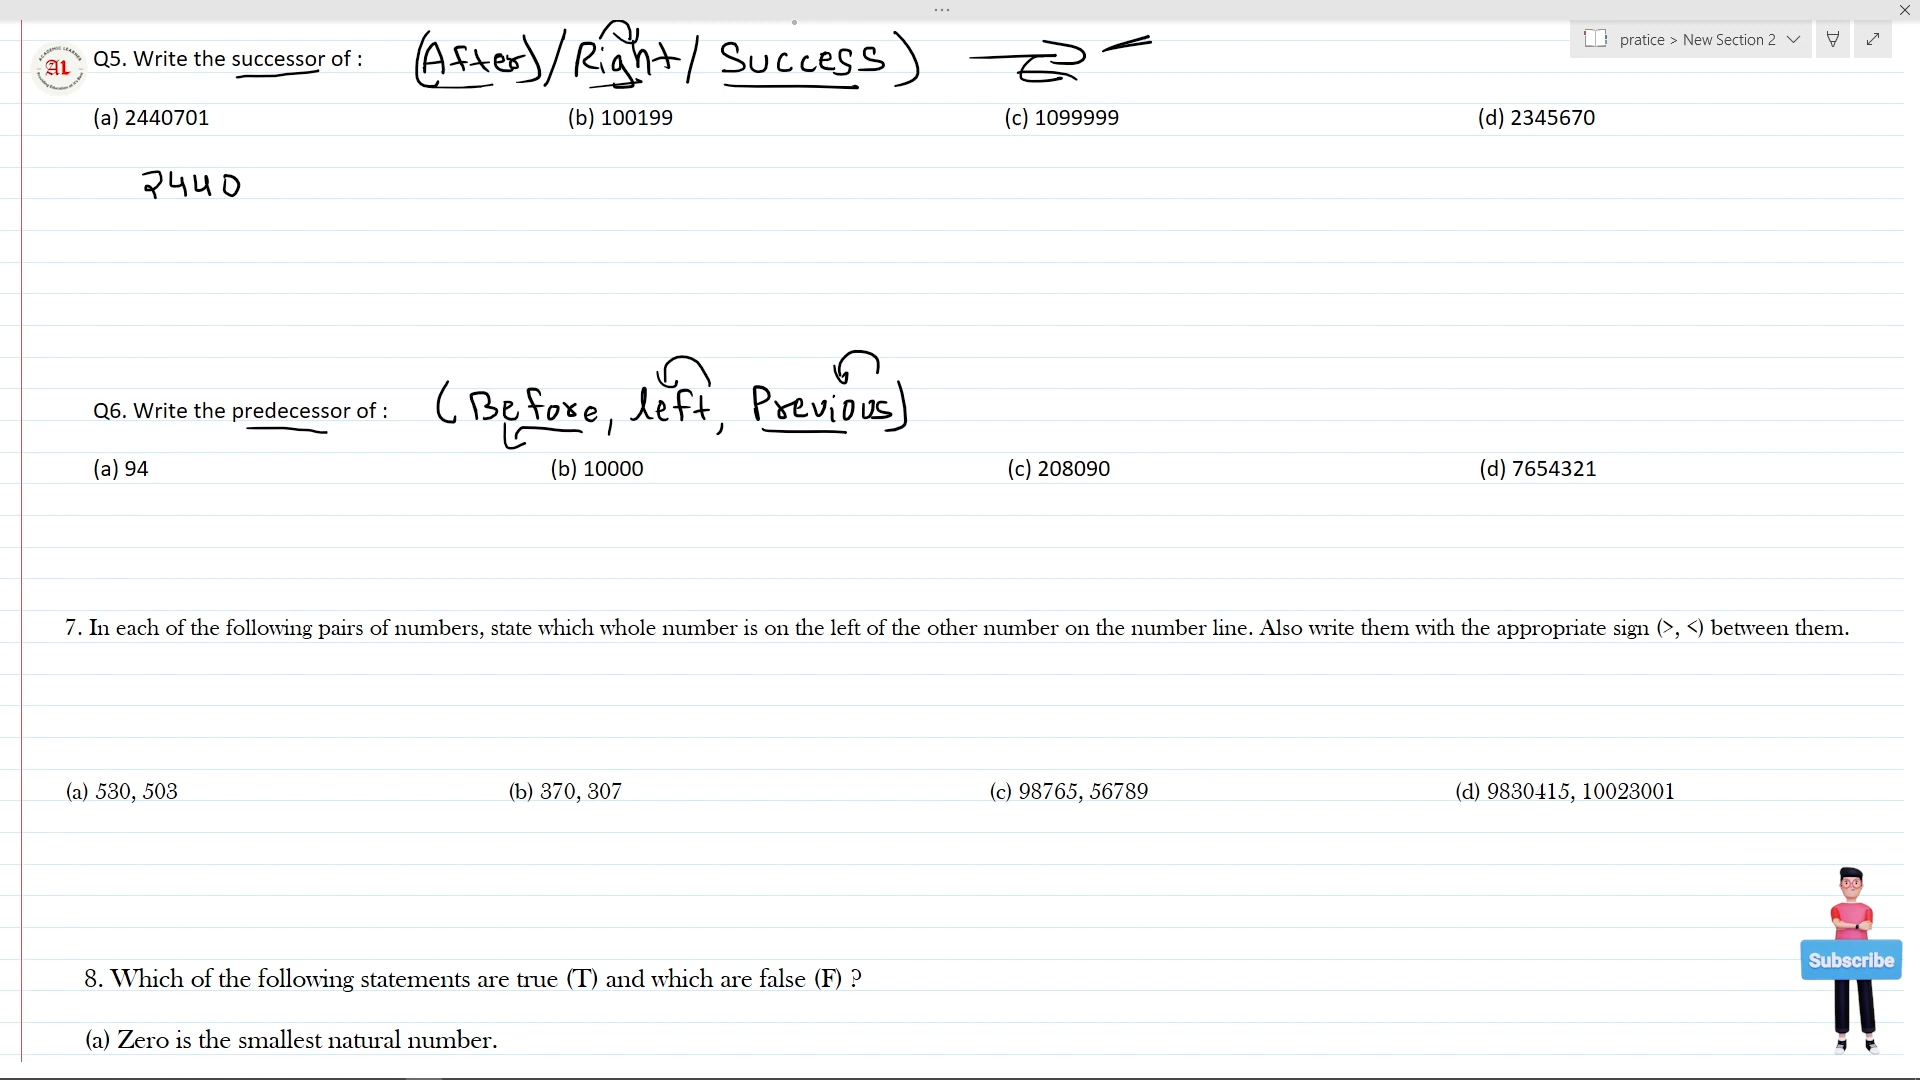 pratice > New Section 2
AL
Q5. Write the successor of : (After)/Right/Success)
(a) 2440701 (b) 100199 (c) 1099999 (d) 2345670
2440
Q6. Write the predecessor of : (Before, left, Previous)
(a) 94 (b) 10000 (c) 208090 (d) 7654321
7. In each of the following pairs of numbers, state which whole number is on the left of the other number on the number line. Also write them with the appropriate sign (>, <) between them.
(a) 530, 503 (b) 370, 307 (c) 98765, 56789 (d) 9830415, 10023001
Subscribe
8. Which of the following statements are true (T) and which are false (F) ?
(a) Zero is the smallest natural number.